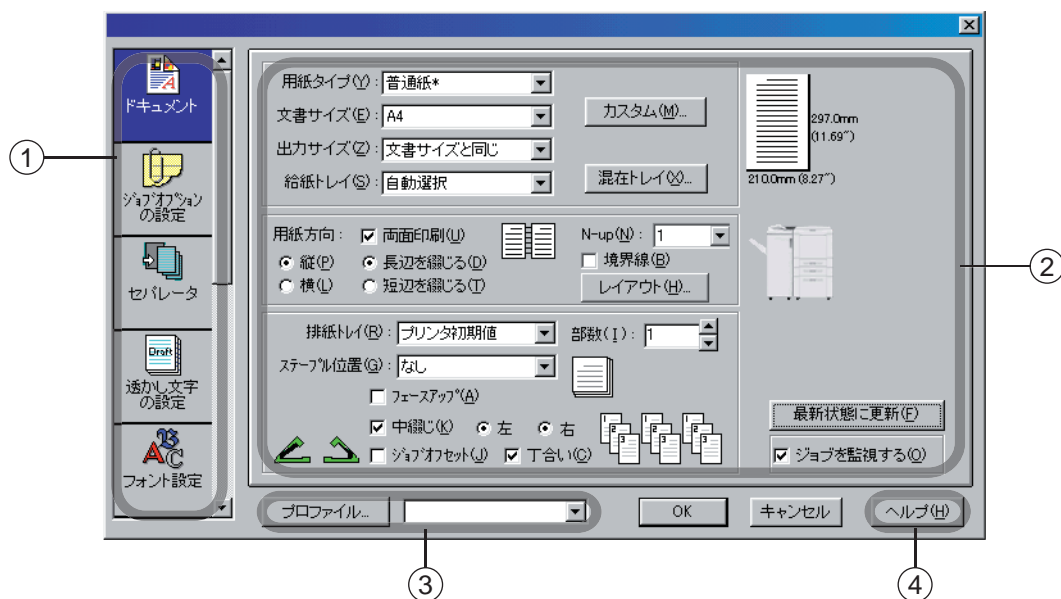 ドキュメント
ジョブオプション
の設定
セパレータ
Draft
透かし文字
の設定
フォント設定
用紙タイプ(Y): 普通紙*
文書サイズ(E): A4
カスタム(M)...
出力サイズ(Z): 文書サイズと同じ
給紙トレイ(S): 自動選択
混在トレイ(X)...
297.0mm
(11.69")
210.0mm (8.27")
用紙方向: 両面印刷(U)
N-up(N): 1
縦(P) 長辺を綴じる(D)
境界線(B)
横(L) 短辺を綴じる(T)
レイアウト(H)...
排紙トレイ(R): プリンタ初期値
部数(I): 1
ステープル位置(G): なし
フェースアップ(A)
中綴じ(K) 左 右
ジョブオフセット(J) 丁合い(C)
1 2 3 1 2 3 1 2 3
最新状態に更新(F)
ジョブを監視する(O)
プロファイル...
OK
キャンセル
ヘルプ(H)
1
2
3
4